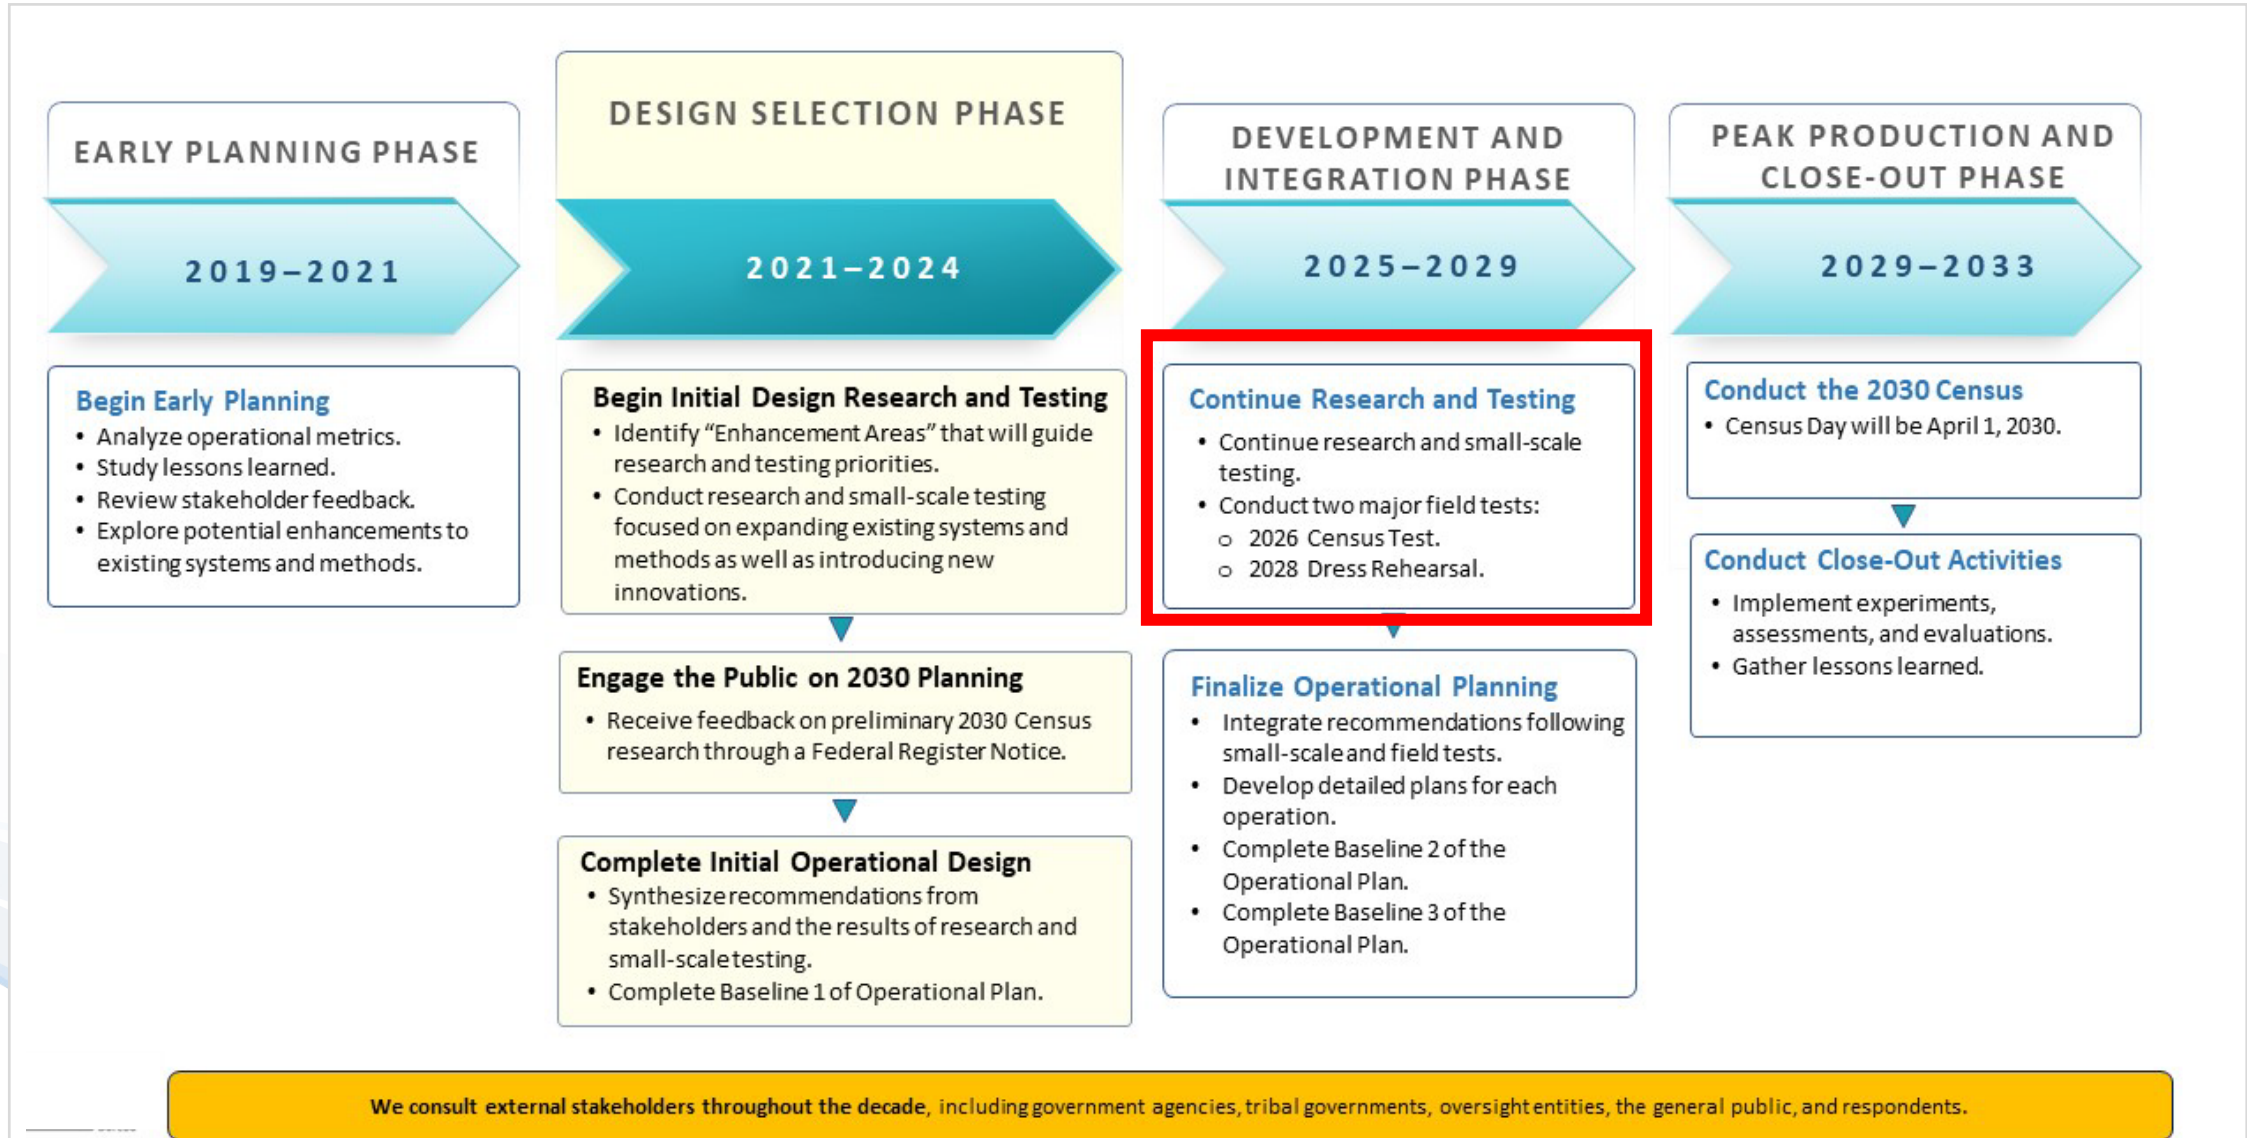 EARLY PLANNING PHASE
2019–2021
Begin Early Planning
• Analyze operational metrics.
• Study lessons learned.
• Review stakeholder feedback.
• Explore potential enhancements to
existing systems and methods.
DESIGN SELECTION PHASE
2021–2024
Begin Initial Design Research and Testing
• Identify “Enhancement Areas” that will guide
research and testing priorities.
• Conduct research and small-scale testing
focused on expanding existing systems and
methods as well as introducing new
innovations.
Engage the Public on 2030 Planning
• Receive feedback on preliminary 2030 Census
research through a Federal Register Notice.
Complete Initial Operational Design
• Synthesize recommendations from
stakeholders and the results of research and
small-scale testing.
• Complete Baseline 1 of Operational Plan.
DEVELOPMENT AND
INTEGRATION PHASE
2025–2029
Continue Research and Testing
• Continue research and small-scale
testing.
• Conduct two major field tests:
o 2026 Census Test.
o 2028 Dress Rehearsal.
Finalize Operational Planning
• Integrate recommendations following
small-scale and field tests.
• Develop detailed plans for each
operation.
• Complete Baseline 2 of the
Operational Plan.
• Complete Baseline 3 of the
Operational Plan.
PEAK PRODUCTION AND
CLOSE-OUT PHASE
2029–2033
Conduct the 2030 Census
• Census Day will be April 1, 2030.
Conduct Close-Out Activities
• Implement experiments,
assessments, and evaluations.
• Gather lessons learned.
We consult external stakeholders throughout the decade, including government agencies, tribal governments, oversight entities, the general public, and respondents.